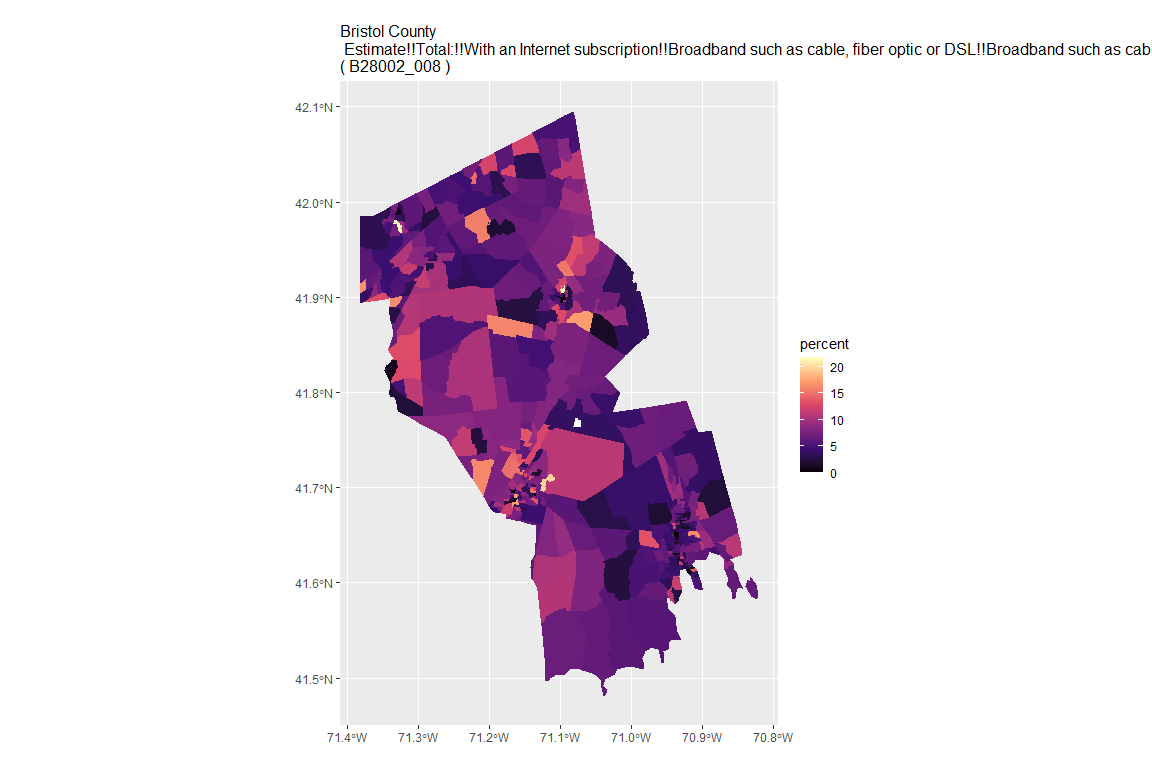 Bristol County
Estimate!!Total:!!With an Internet subscription!!Broadband such as cable, fiber optic or DSL!!Broadband such as cab
( B28002_008 )
42.1°N
42.0°N
41.9°N
41.8°N
41.7°N
41.6°N
41.5°N
71.4°W
71.3°W
71.2°W
71.1°W
71.0°W
70.9°W
70.8°W
percent
20
15
10
5
0